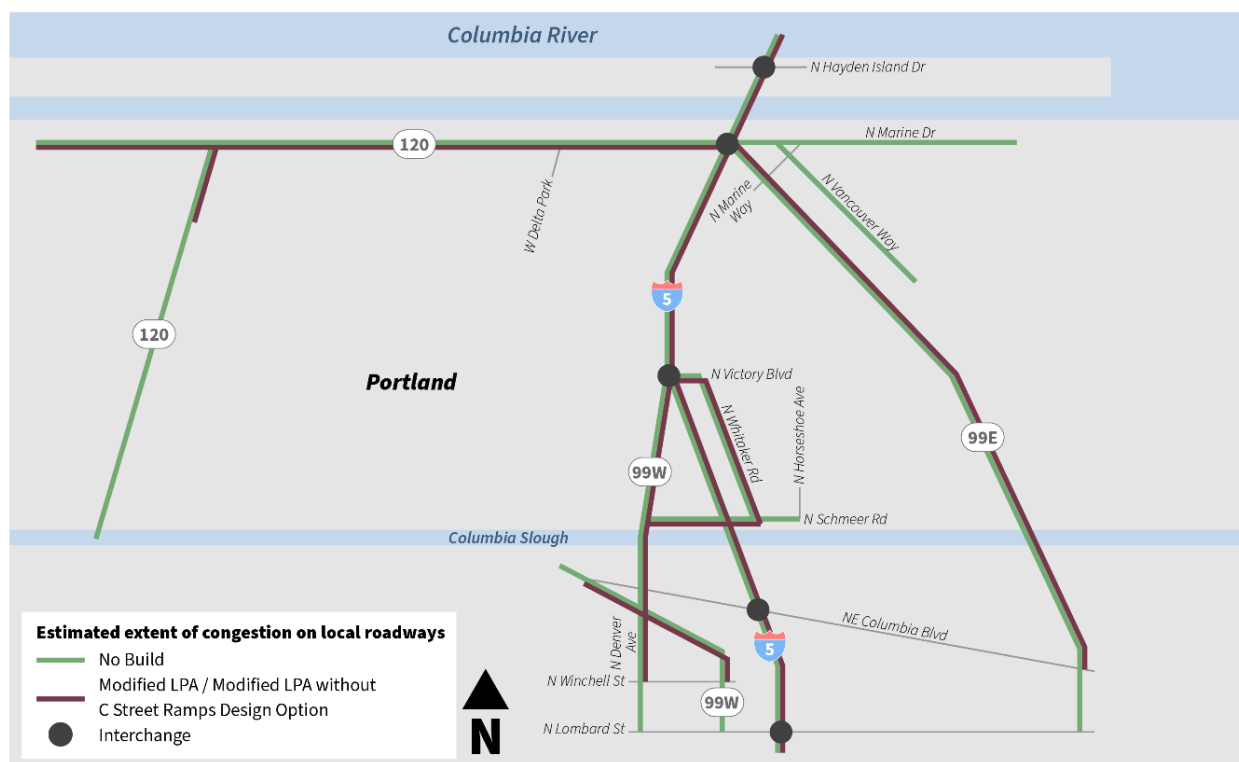 Columbia River
N Hayden Island Dr
N Marine Dr
120
W Delta Park
N Marine
Way
N Vancouver Way
5
120
Portland
N Victory Blvd
N Whitaker Rd
N Horseshoe Ave
99E
99W
N Schmeer Rd
Columbia Slough
NE Columbia Blvd
5
N Denver
Ave
N Winchell St
99W
N Lombard St
Estimated extent of congestion on local roadways
No Build
Modified LPA / Modified LPA without
C Street Ramps Design Option
Interchange
N